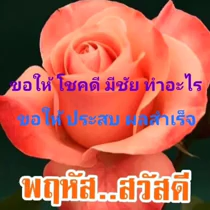 ขอให้ โชคดี มีชัย ทำอะไร
ขอให้ ประสบ ผลสำเร็จ
พฤหัส..สวัสดี